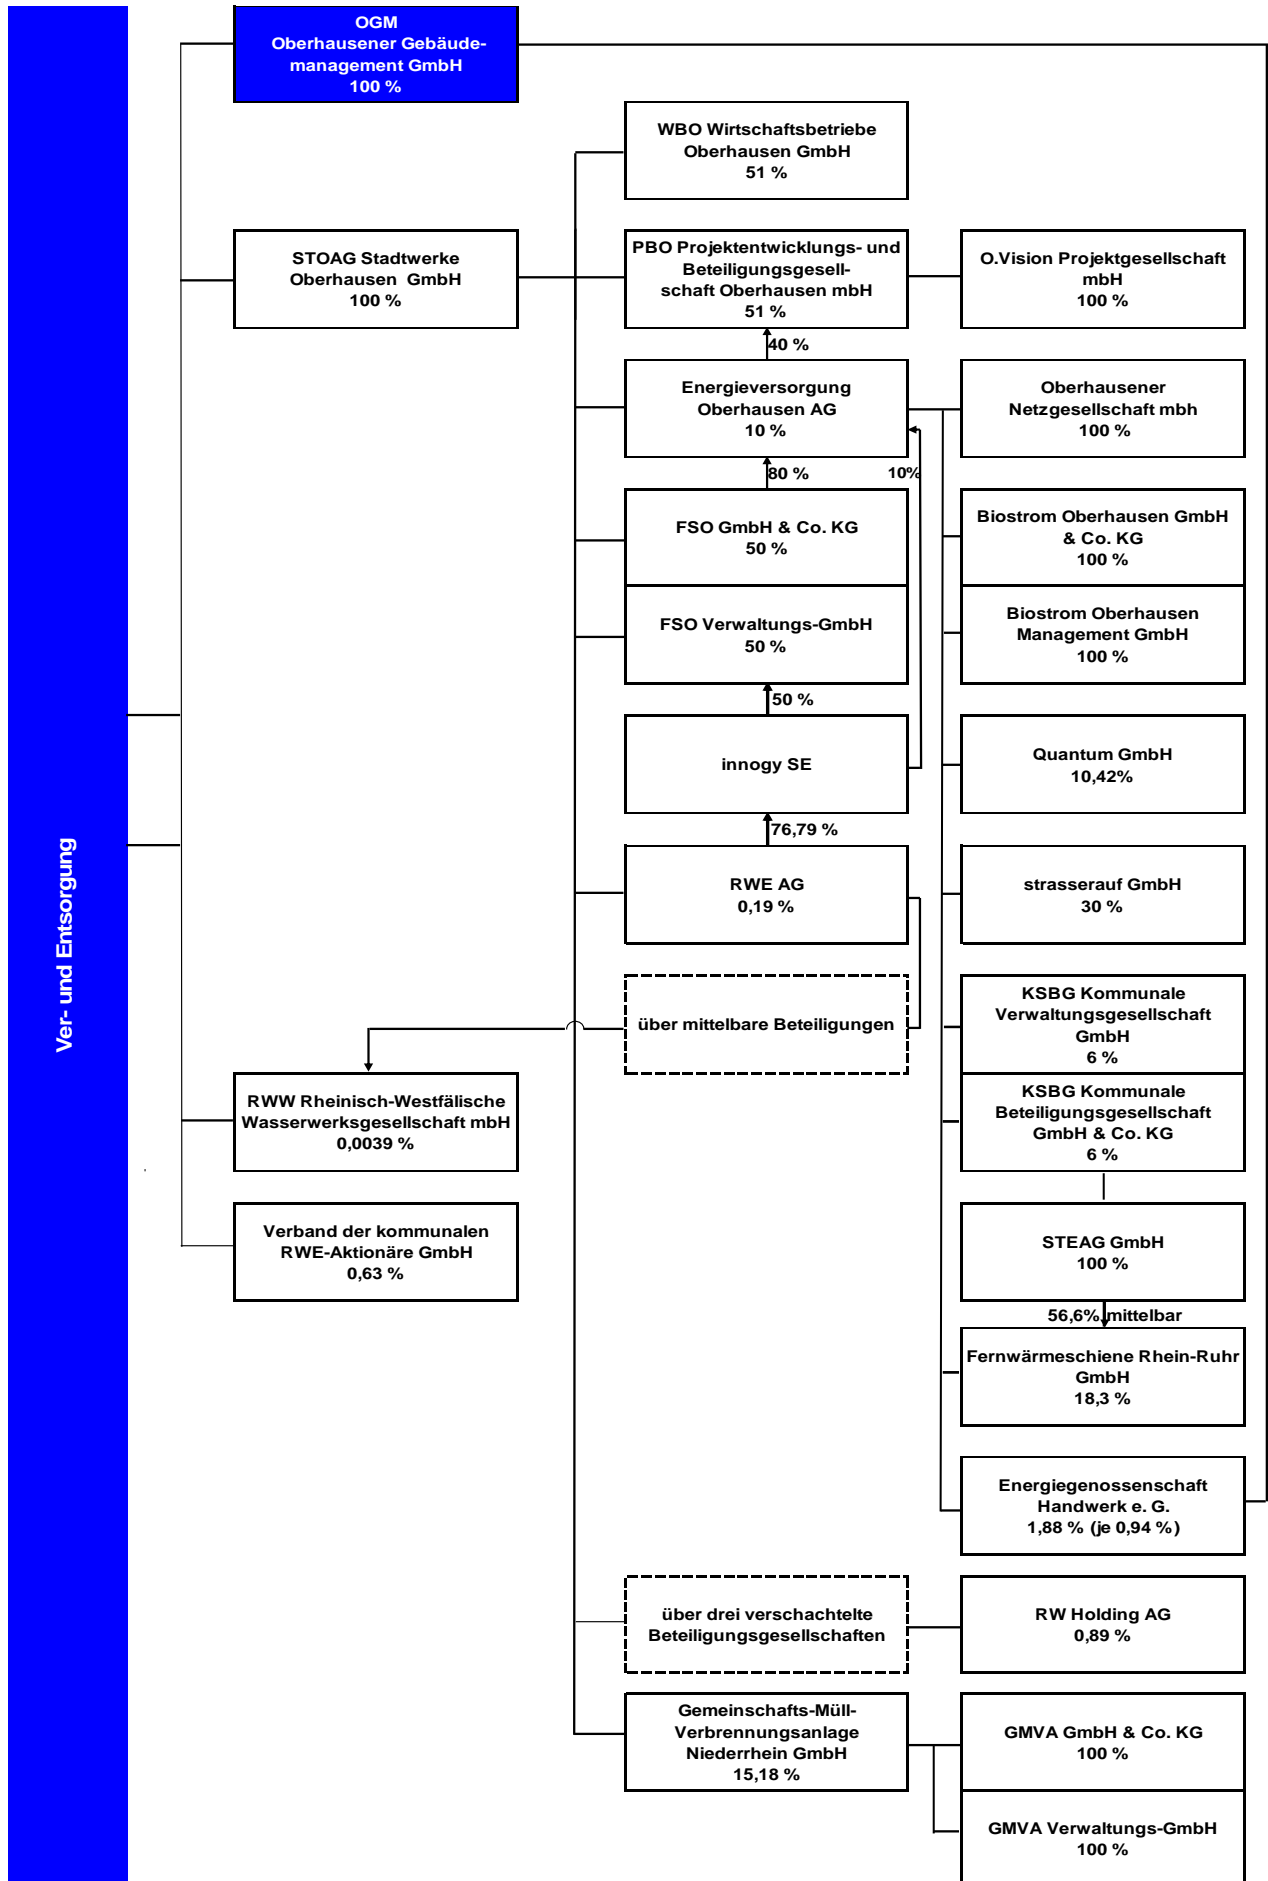 OGM
Oberhausener Gebäude-
management GmbH
100 %
WBO Wirtschaftsbetriebe
Oberhausen GmbH
51 %
STOAG Stadtwerke
Oberhausen GmbH
100 %
PBO Projektentwicklungs- und
Beteiligungsgesell-
schaft Oberhausen mbH
51 %
O.Vision Projektgesellschaft
mbH
100 %
40 %
Energieversorgung
Oberhausen AG
10 %
Oberhausener
Netzgesellschaft mbh
100 %
80 %
10%
FSO GmbH & Co. KG
50 %
Biostrom Oberhausen GmbH
& Co. KG
100 %
FSO Verwaltungs-GmbH
50 %
Biostrom Oberhausen
Management GmbH
100 %
50 %
innogy SE
Quantum GmbH
10,42%
76,79 %
RWE AG
0,19 %
strasserauf GmbH
30 %
Ver- und Entsorgung
über mittelbare Beteiligungen
KSBG Kommunale
Verwaltungsgesellschaft
GmbH
6 %
RWW Rheinisch-Westfälische
Wasserwerksgesellschaft mbH
0,0039 %
KSBG Kommunale
Beteiligungsgesellschaft
GmbH & Co. KG
6 %
Verband der kommunalen
RWE-Aktionäre GmbH
0,63 %
STEAG GmbH
100 %
56,6% mittelbar
Fernwärmeschiene Rhein-Ruhr
GmbH
18,3 %
Energiegenossenschaft
Handwerk e. G.
1,88 % (je 0,94 %)
über drei verschachtelte
Beteiligungsgesellschaften
RW Holding AG
0,89 %
Gemeinschafts-Müll-
Verbrennungsanlage
Niederrhein GmbH
15,18 %
GMVA GmbH & Co. KG
100 %
GMVA Verwaltungs-GmbH
100 %